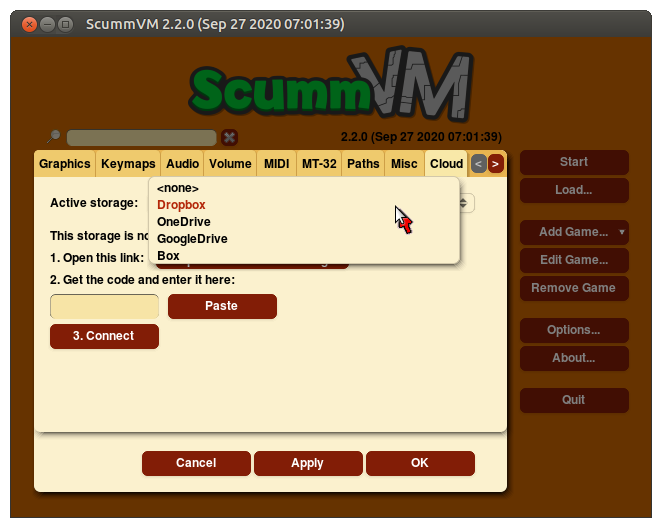 ScummVM 2.2.0 (Sep 27 2020 07:01:39)
ScummVM
2.2.0 (Sep 27 2020 07:01:39)
Graphics Keymaps Audio Volume MIDI MT-32 Paths Misc Cloud < >
Active storage:
<none>
Dropbox
OneDrive
GoogleDrive
Box
This storage is no
1. Open this link:
2. Get the code and enter it here:
Paste
3. Connect
Cancel Apply OK
Start
Load...
Add Game...
Edit Game...
Remove Game
Options...
About...
Quit